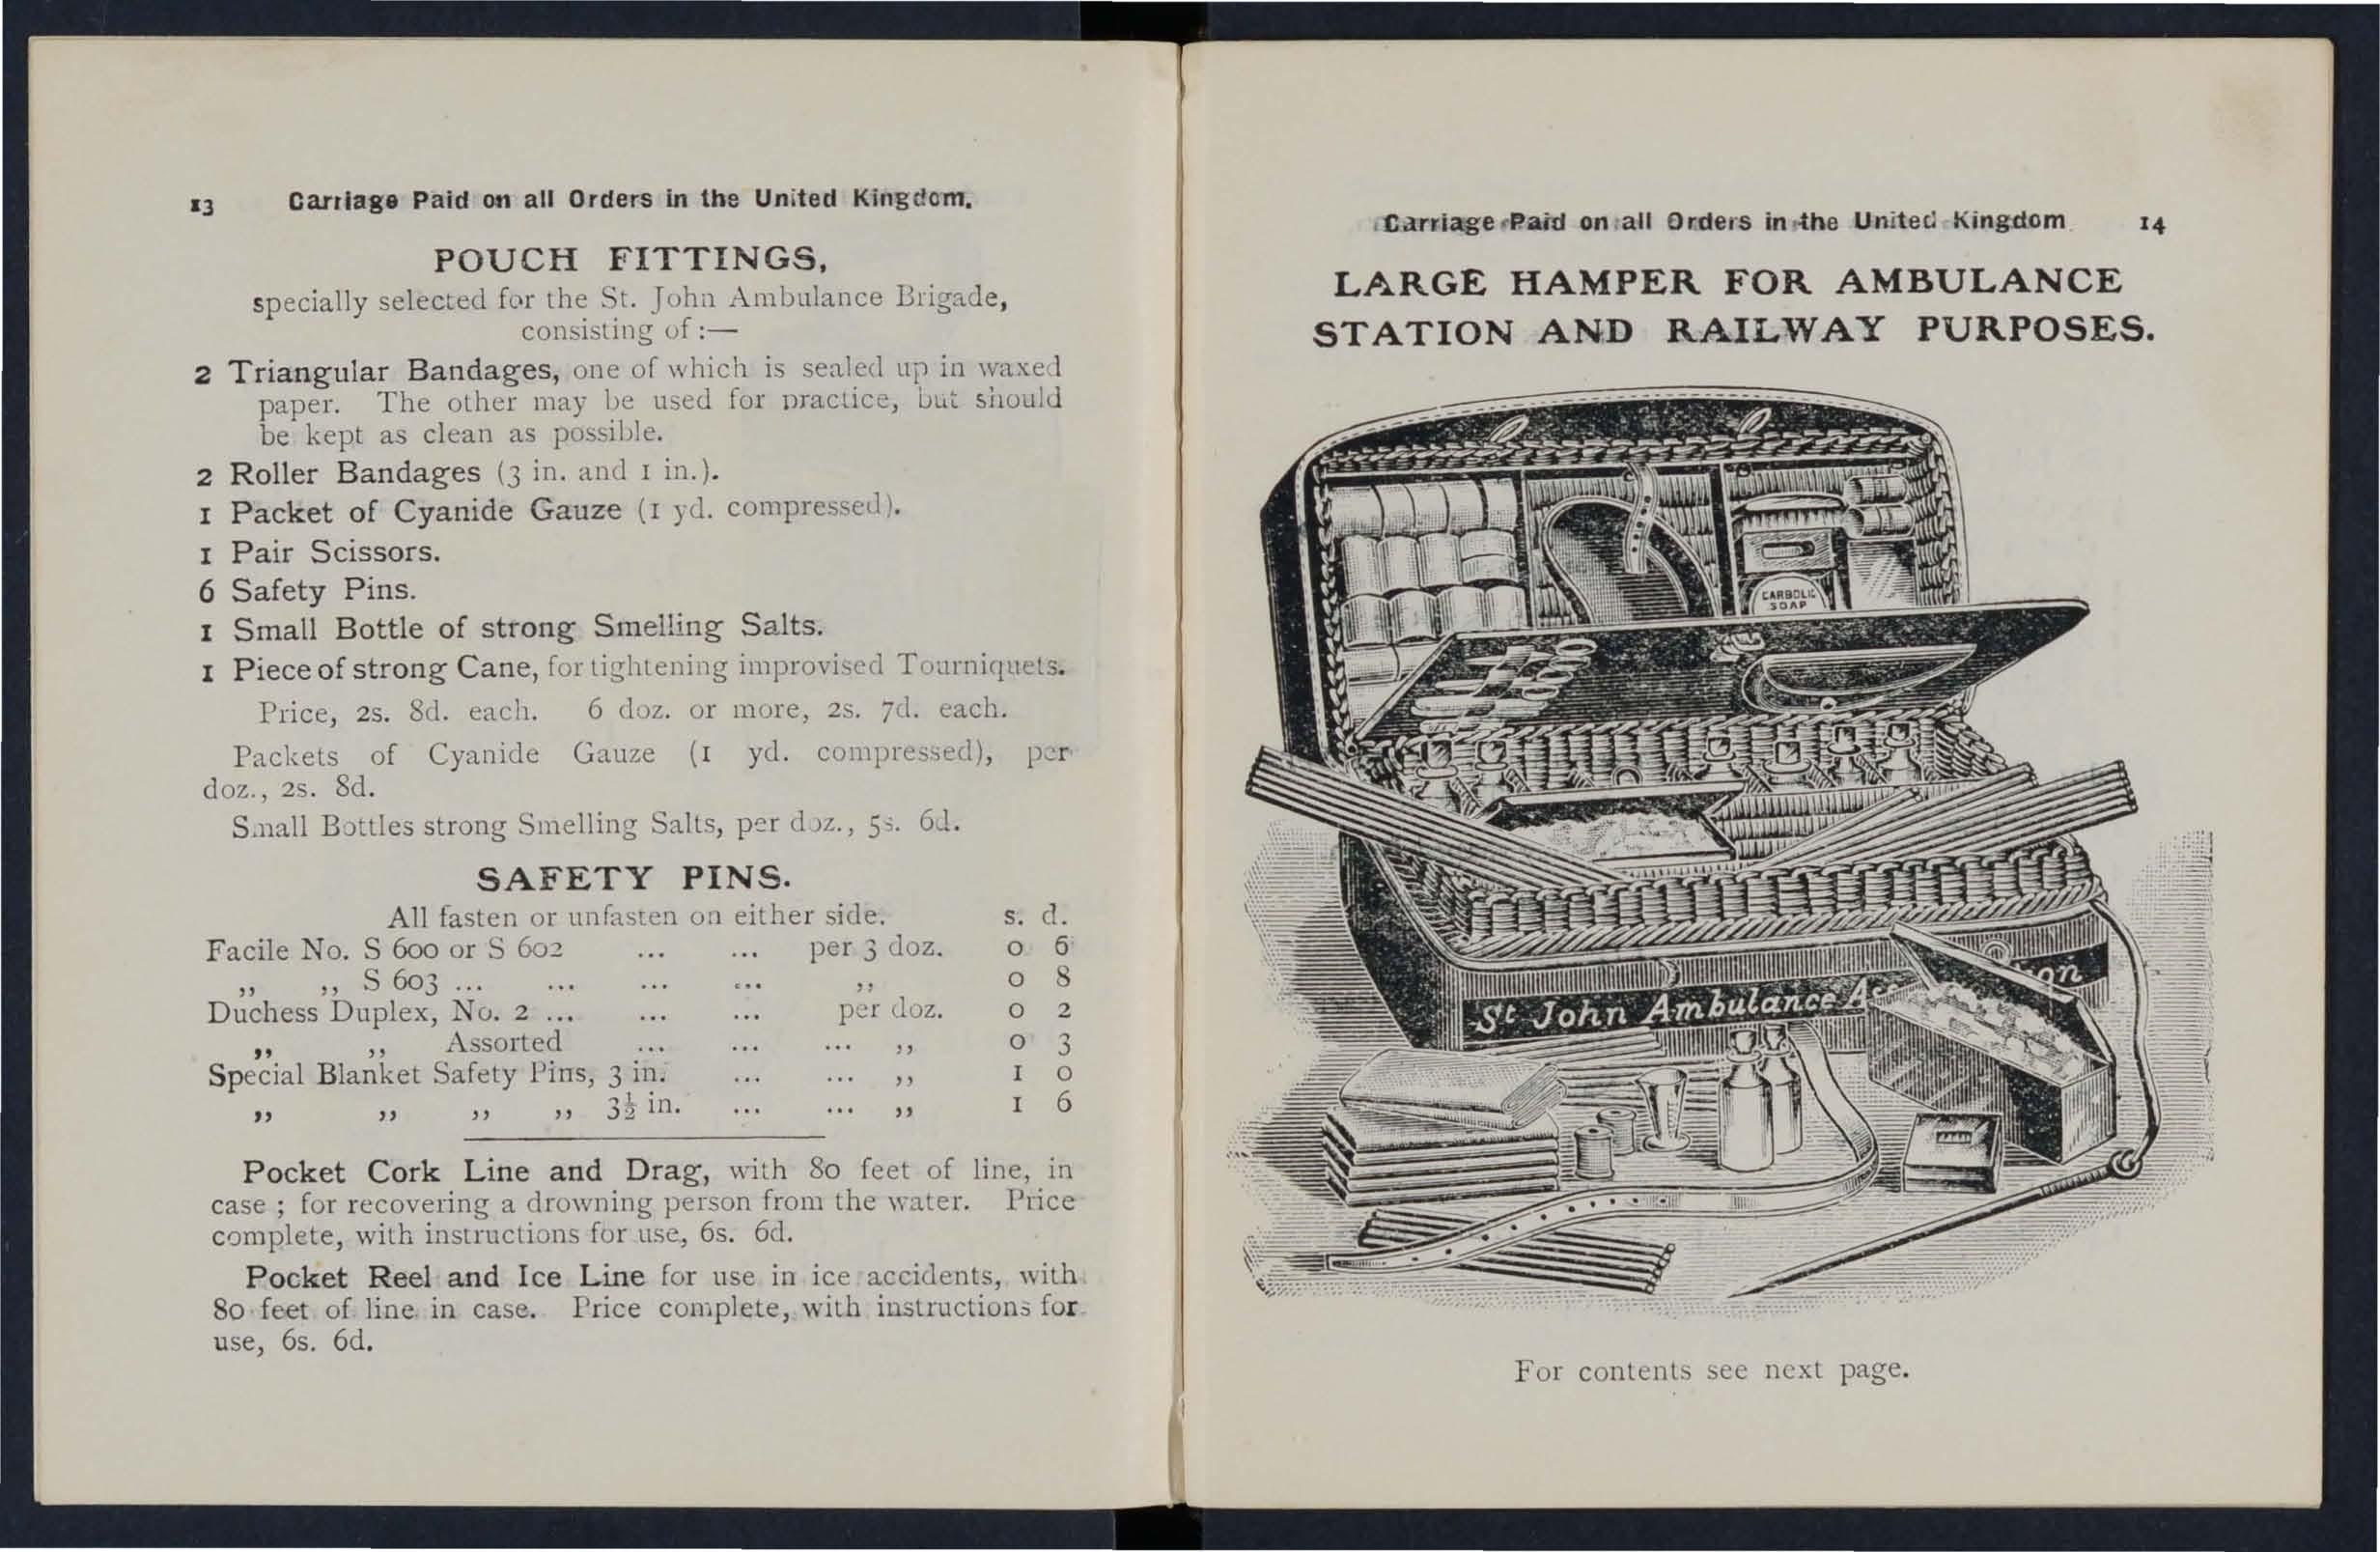 13 Carriage Paid on all Orders in the United Kingdom.
POUCH FITTINGS,
specially selected for the St. John Ambulance Brigade,
consisting of :—
2 Triangular Bandages, one of which is sealed up in waxed
paper. The other may be used for practice, but should
be kept as clean as possible.
2 Roller Bandages (3 in. and 1 in.).
1 Packet of Cyanide Gauze (1 yd. compressed).
1 Pair Scissors.
6 Safety Pins.
1 Small Bottle of strong Smelling Salts.
1 Piece of strong Cane, for tightening improvised Tourniquets.
Price, 2s. 8d. each. 6 doz. or more, 2s. 7d. each.
Packets of Cyanide Gauze (1 yd. compressed), per
doz., 2s. 8d.
Small Bottles strong Smelling Salts, per doz., 5s. 6d.
SAFETY PINS.
All fasten or unfasten on either side. s. d.
Facile No. S 600 or S 602 ... ... per 3 doz. 0 6
,, ,, S 603 ... ... ... ... ,, 0 8
Duchess Duplex, No. 2 ... ... ... per doz. 0 2
,, ,, Assorted ... ... ... ,, 0 3
Special Blanket Safety Pins, 3 in. ... ... ,, 1 0
,, ,, ,, ,, 3½ in. ... ... ,, 1 6
Pocket Cork Line and Drag, with 80 feet of line, in
case ; for recovering a drowning person from the water. Price
complete, with instructions for use, 6s. 6d.
Pocket Reel and Ice Line for use in ice accidents, with
80 feet of line in case. Price complete, with instructions for
use, 6s. 6d.
Carriage Paid on all Orders in the United Kingdom 14
LARGE HAMPER FOR AMBULANCE
STATION AND RAILWAY PURPOSES.
CARBOLIC
SOAP
St John Ambulance Ass on
For contents see next page.